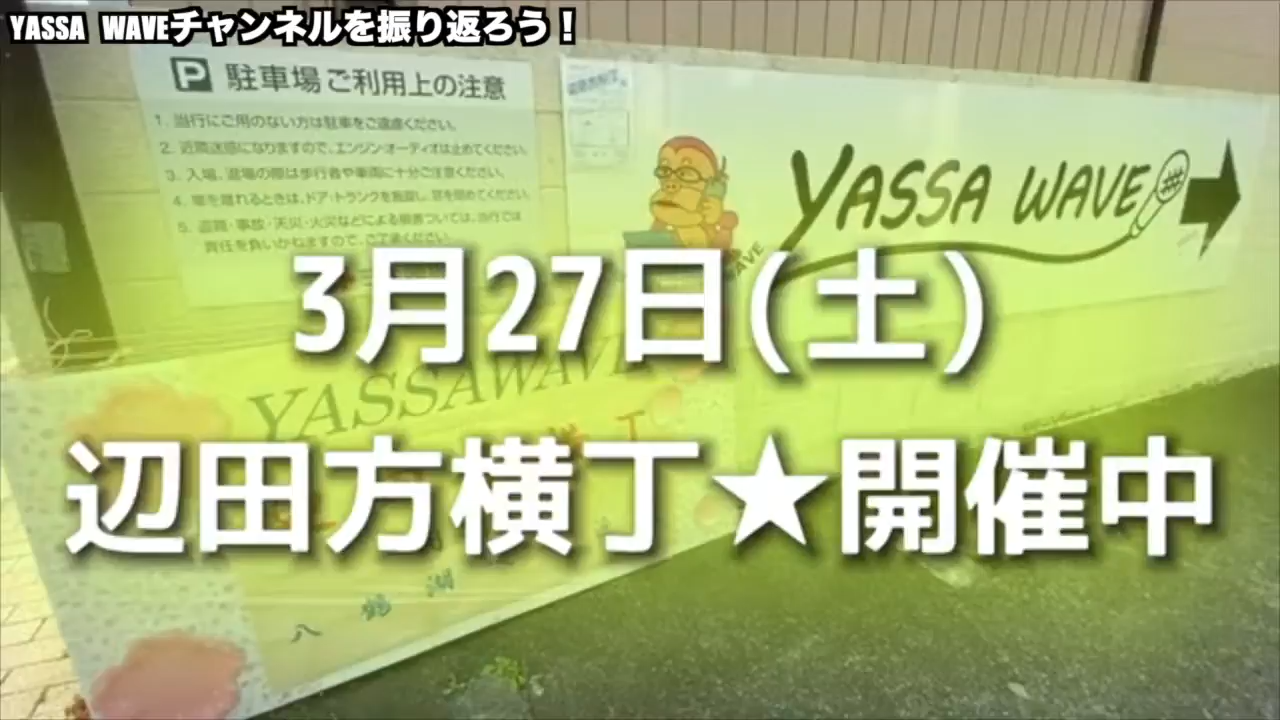 YASSA WAVEチャンネルを振り返ろう！
P 駐車場ご利用上の注意
1. 当行にご用のない方は駐車をご遠慮ください。
2. 近隣迷惑になりますので、エンジン・オーディオは止めてください。
3. 入場、退場の際は歩行者や車両に十分ご注意ください。
4. 車を離れるときは、ドア・トランクを施錠し、窓を閉めてください。
5. 盗難・事故・天災・火災などによる損害ついては、当行では
責任を負いかねますので、ご了承ください。
YASSA WAVE
3月27日(土)
YASSAWAVE
辺田方横丁★開催中